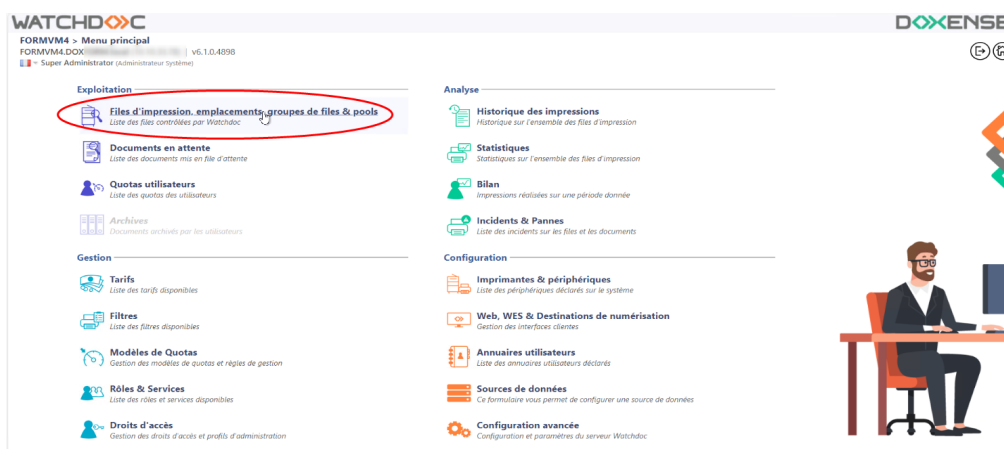 WATCHDOC
DOXENSE
FORMVM4 > Menu principal
FORMVM4.DOX v6.1.0.4898
Super Administrator (Administrateur Système)
Exploitation
Files d'impression, emplacements, groupes de files & pools
Liste des files contrôlées par Watchdoc
Documents en attente
Liste des documents mis en file d'attente
Quotas utilisateurs
Liste des quotas des utilisateurs
Archives
Documents archivés par les utilisateurs
Gestion
Tarifs
Liste des tarifs disponibles
Filtres
Liste des filtres disponibles
Modèles de Quotas
Gestion des modèles de quotas et règles de gestion
Rôles & Services
Liste des rôles et services disponibles
Droits d'accès
Gestion des droits d'accès et profils d'administration
Analyse
Historique des impressions
Historique sur l'ensemble des files d'impression
Statistiques
Statistiques sur l'ensemble des files d'impression
Bilan
Impressions réalisées sur une période donnée
Incidents & Pannes
Liste des incidents sur les files et les documents
Configuration
Imprimantes & périphériques
Liste des périphériques déclarés sur le système
Web, WES & Destinations de numérisation
Gestion des interfaces clientes
Annuaires utilisateurs
Liste des annuaires utilisateurs déclarés
Sources de données
Ce formulaire vous permet de configurer une source de données
Configuration avancée
Configuration et paramètres du serveur Watchdoc